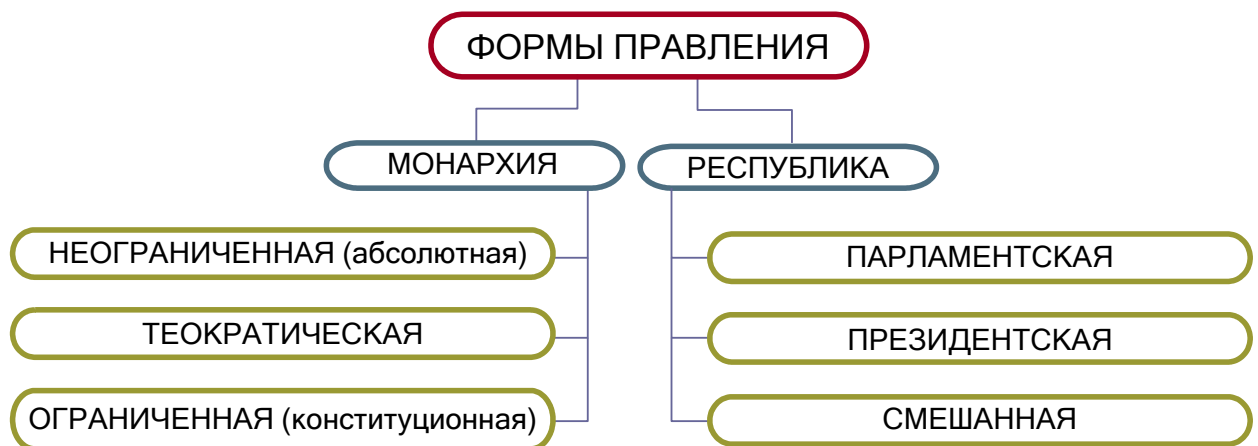 ФОРМЫ ПРАВЛЕНИЯ
МОНАРХИЯ
РЕСПУБЛИКА
НЕОГРАНИЧЕННАЯ (абсолютная)
ТЕОКРАТИЧЕСКАЯ
ОГРАНИЧЕННАЯ (конституционная)
ПАРЛАМЕНТСКАЯ
ПРЕЗИДЕНТСКАЯ
СМЕШАННАЯ